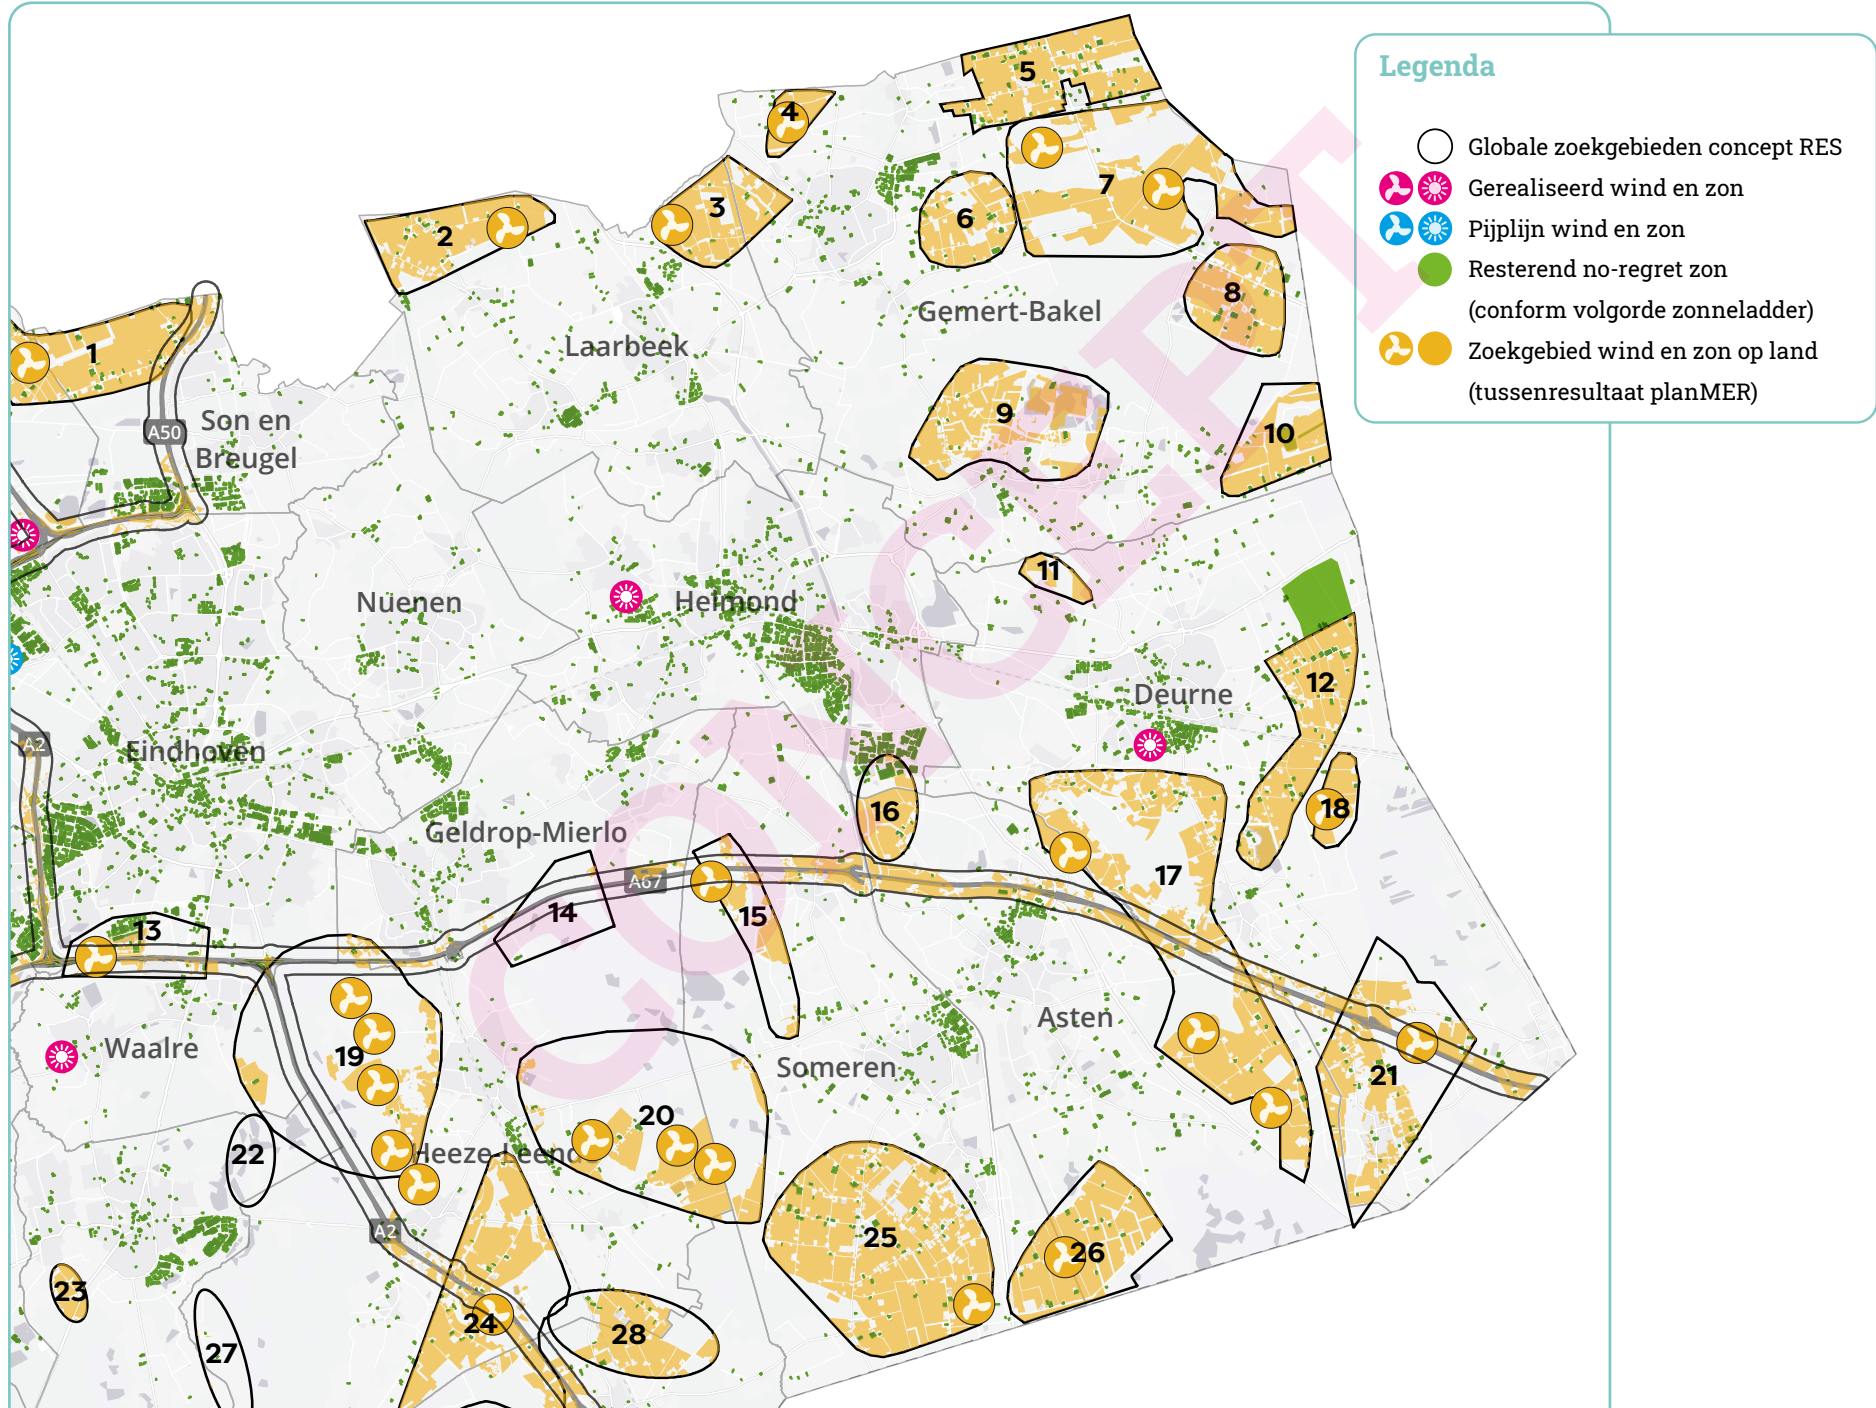 Legenda
Globale zoekgebieden concept RES
Gerealiseerd wind en zon
Pijplijn wind en zon
Resterend no-regret zon
(conform volgorde zonneladder)
Zoekgebied wind en zon op land
(tussenresultaat planMER)
5
4
7
3
6
2
8
Gemert-Bakel
Laarbeek
1
9
Son en
Breugel
A50
10
11
Nuenen
Helmond
12
Deurne
A2
Eindhoven
18
16
Geldrop-Mierlo
17
A67
14
15
13
Asten
Waalre
19
Someren
21
20
22
Heeze-Leende
A2
25
26
23
24
28
27
CONCEPT